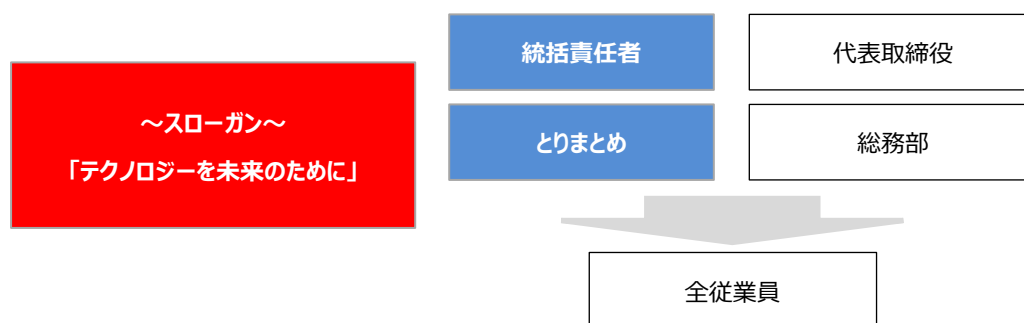 ～スローガン～
「テクノロジーを未来のために」
統括責任者
代表取締役
とりまとめ
総務部
全従業員